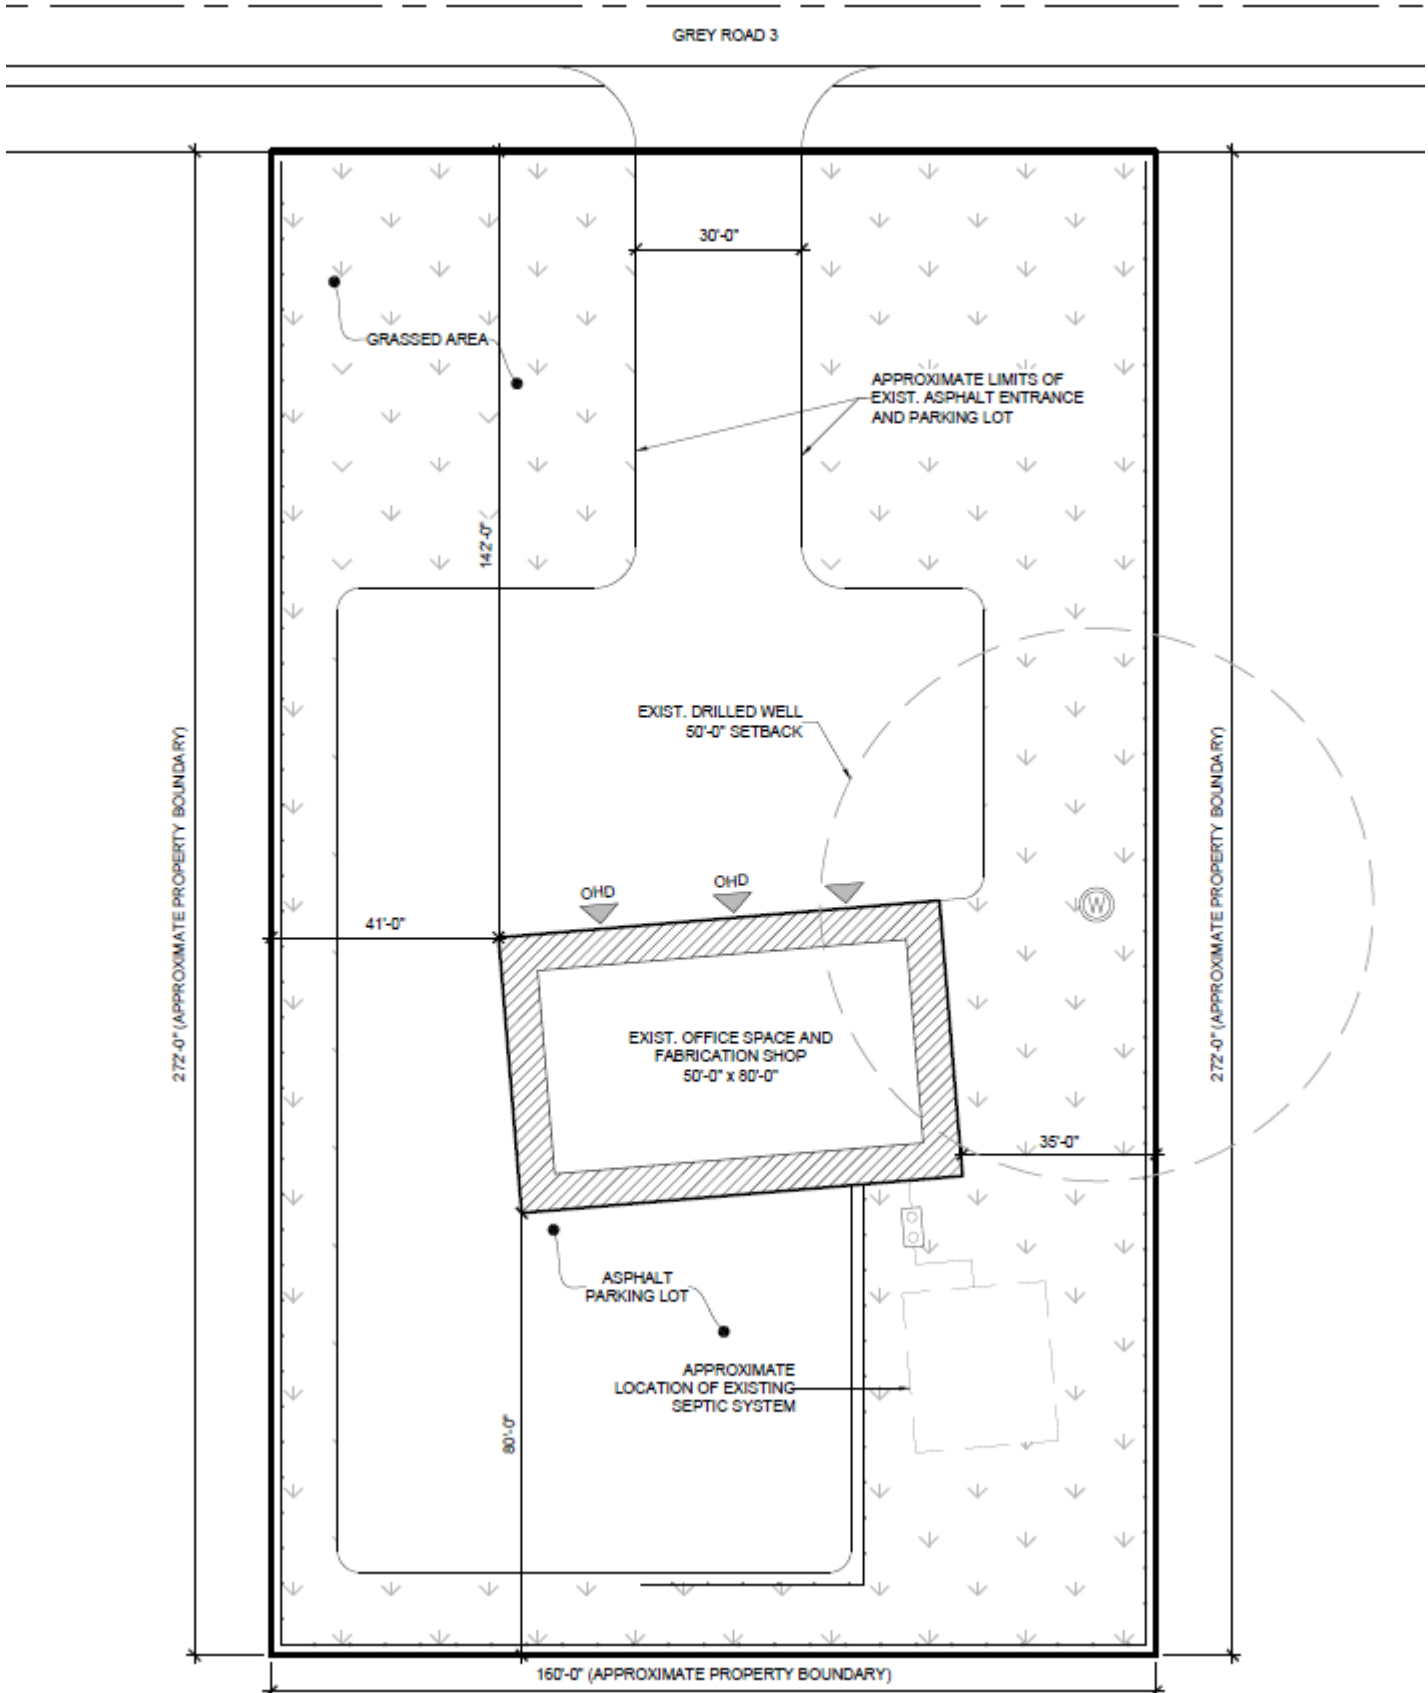 GREY ROAD 3
30'-0"
GRASSED AREA
APPROXIMATE LIMITS OF
EXIST. ASPHALT ENTRANCE
AND PARKING LOT
142'-0"
EXIST. DRILLED WELL
50'-0" SETBACK
272'-0" (APPROXIMATE PROPERTY BOUNDARY)
272'-0" (APPROXIMATE PROPERTY BOUNDARY)
OHD
OHD
W
41'-0"
EXIST. OFFICE SPACE AND
FABRICATION SHOP
50'-0" x 80'-0"
35'-0"
ASPHALT
PARKING LOT
APPROXIMATE
LOCATION OF EXISTING
SEPTIC SYSTEM
80'-0"
160'-0" (APPROXIMATE PROPERTY BOUNDARY)